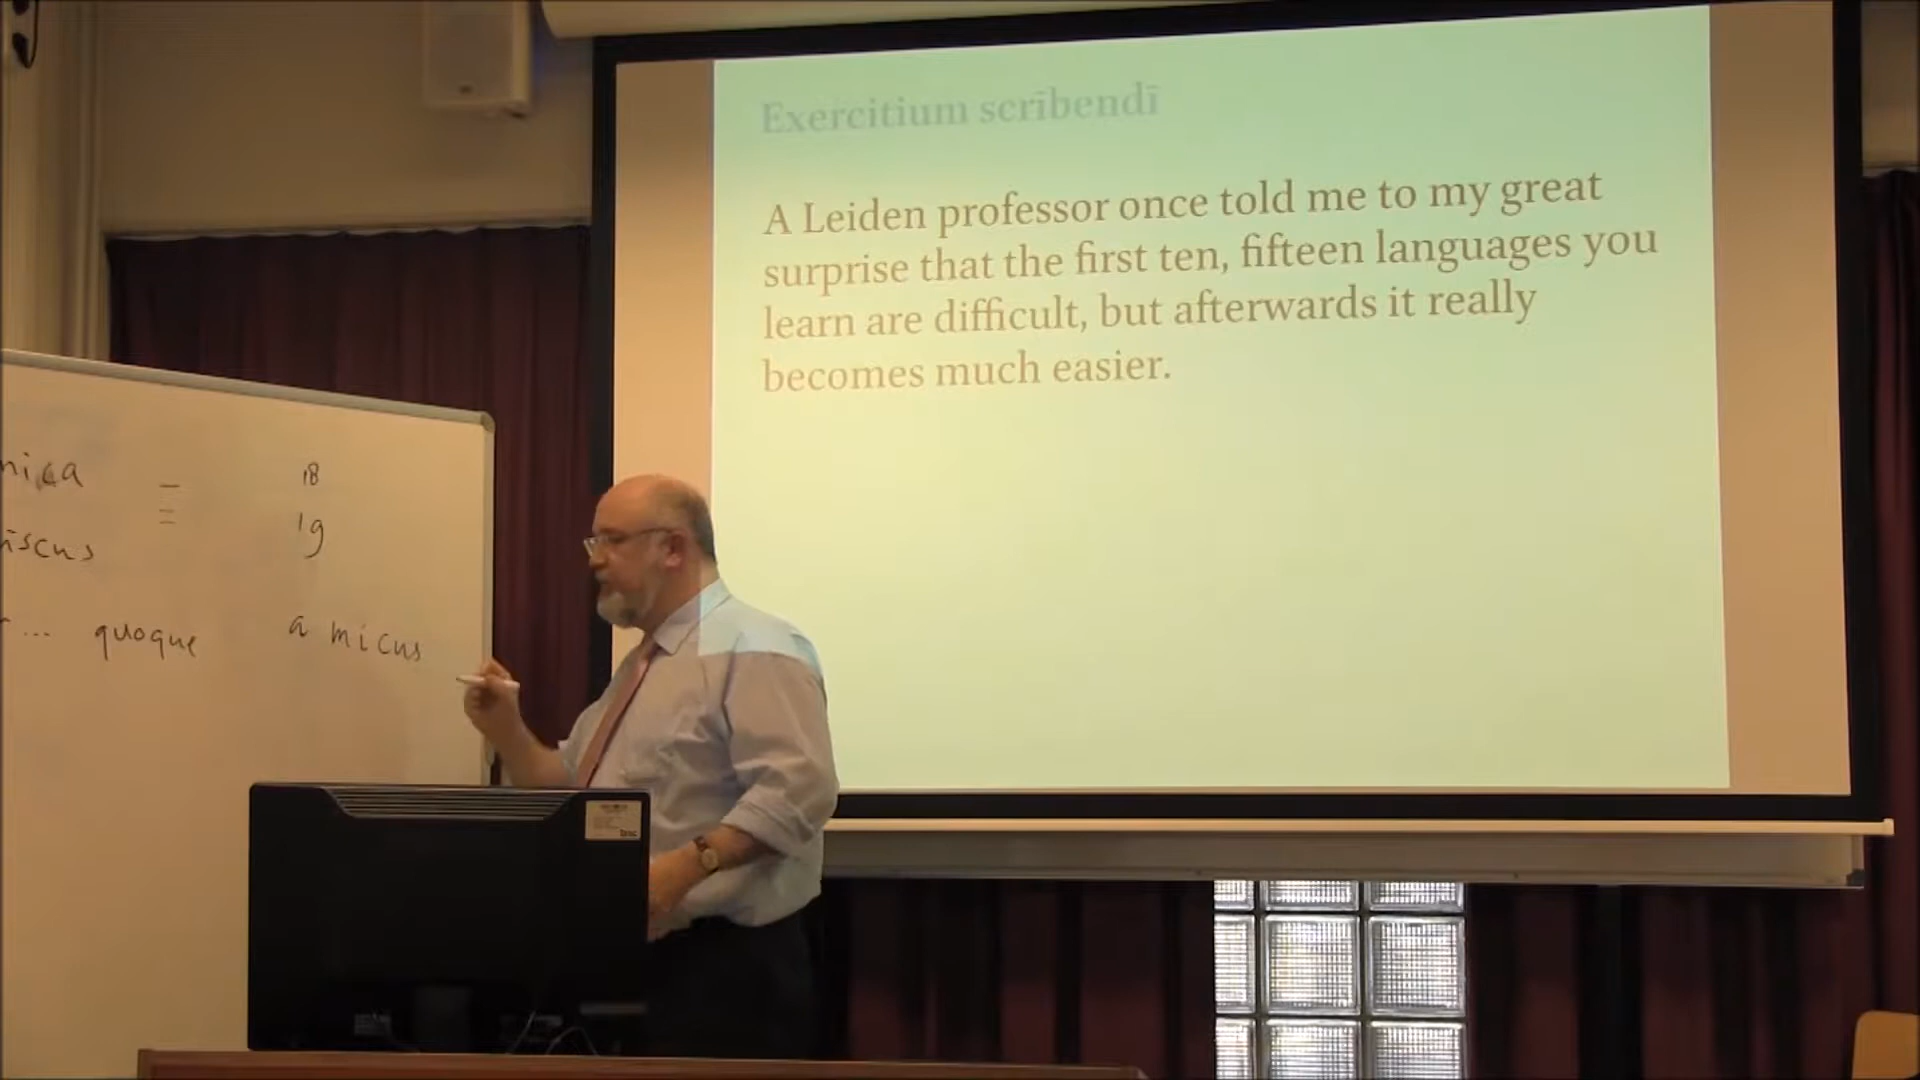 Exercitium scrībendī
A Leiden professor once told me to my great
surprise that the first ten, fifteen languages you
learn are difficult, but afterwards it really
becomes much easier.
18
19
... quoque amicus